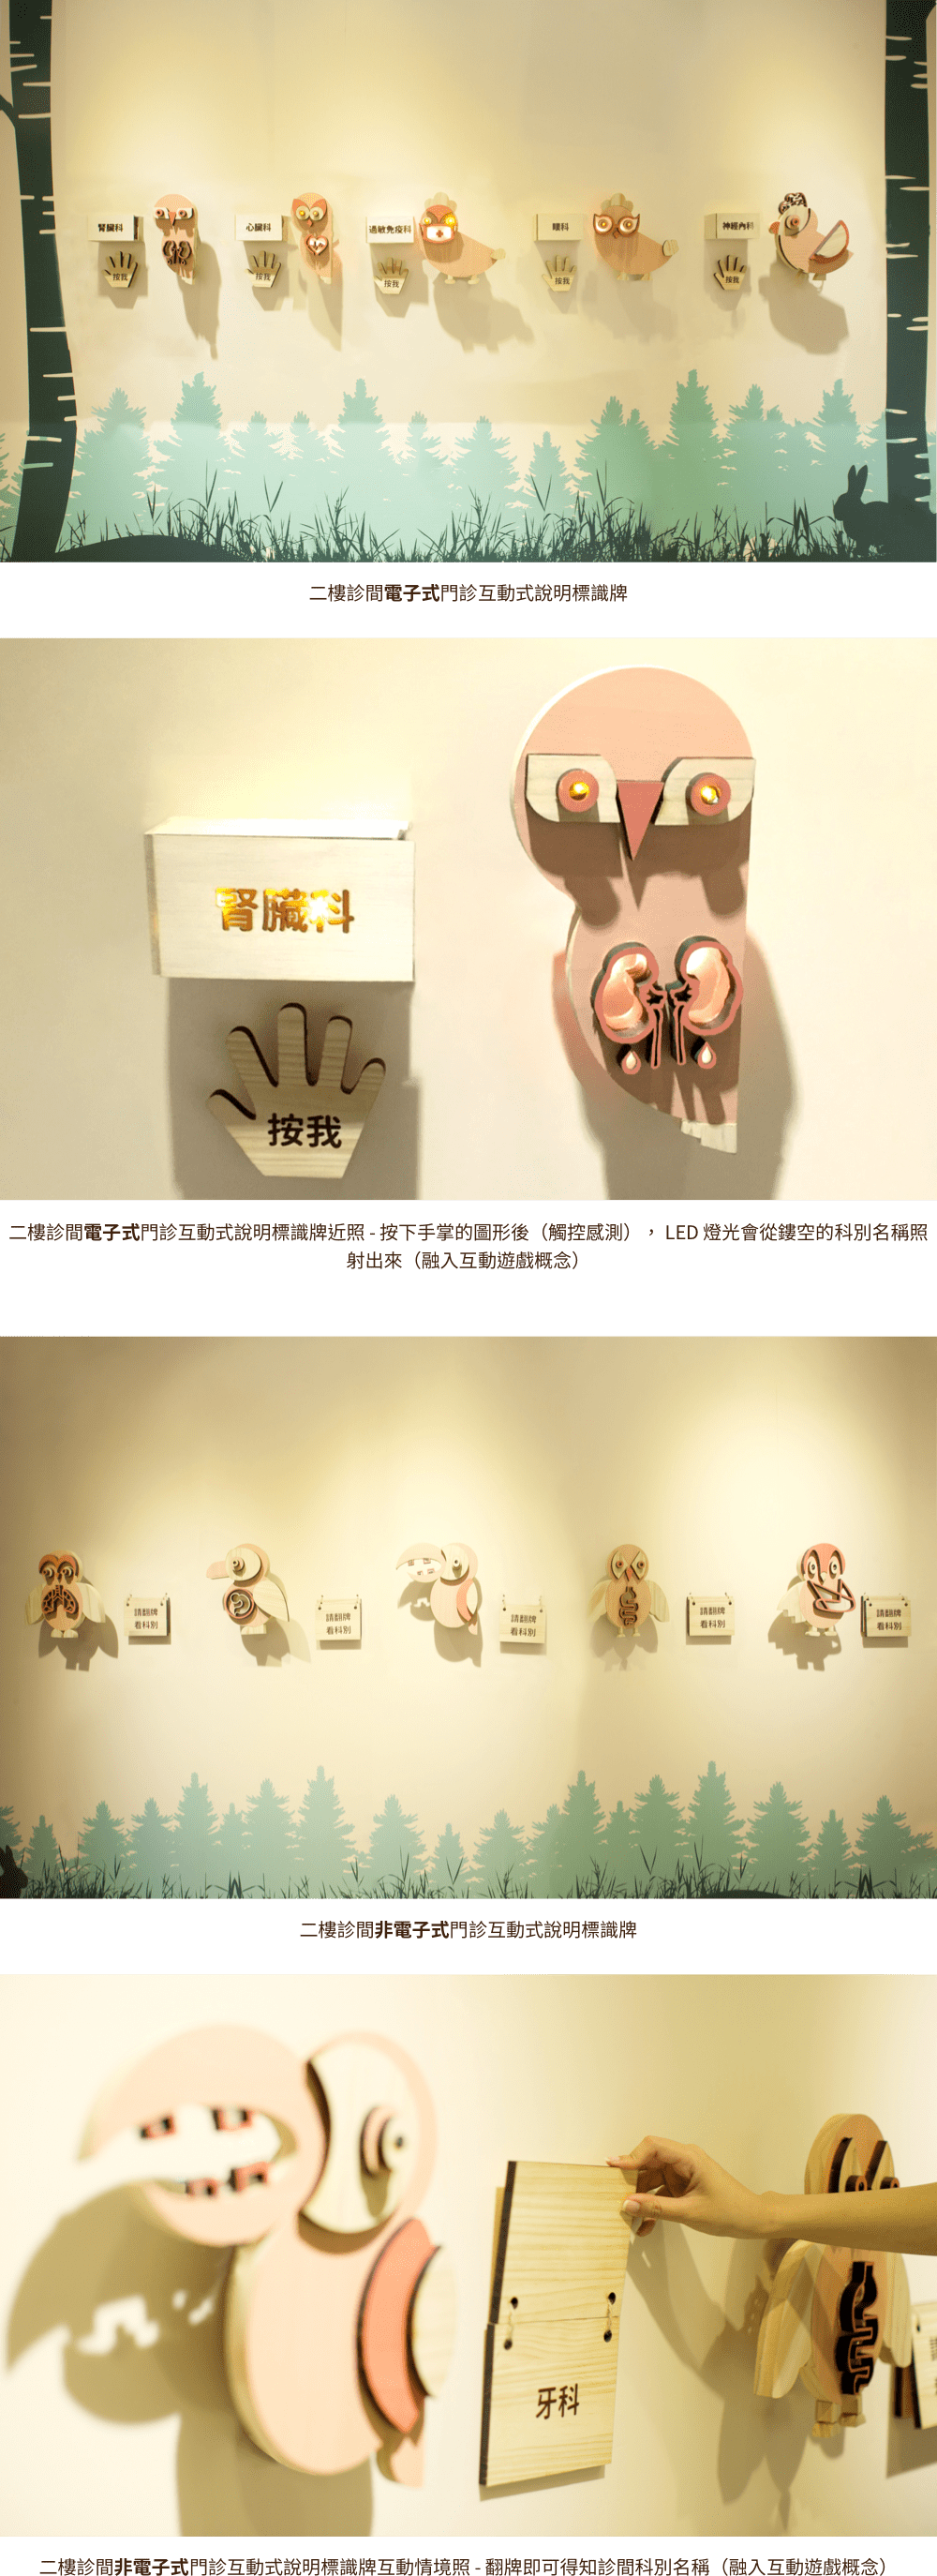 腎臟科
心臟科
過敏免疫科
眼科
神經內科
按我
按我
按我
按我
按我
二樓診間電子式門診互動式說明標識牌
腎臟科
按我
二樓診間電子式門診互動式說明標識牌近照 - 按下手掌的圖形後（觸控感測）， LED 燈光會從鏤空的科別名稱照
射出來（融入互動遊戲概念）
請翻牌
看科別
請翻牌
看科別
請翻牌
看科別
請翻牌
看科別
請翻牌
看科別
二樓診間非電子式門診互動式說明標識牌
牙科
二樓診間非電子式門診互動式說明標識牌互動情境照 - 翻牌即可得知診間科別名稱（融入互動遊戲概念）